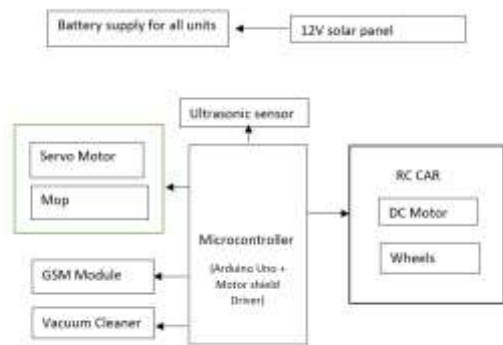 Battery supply for all units
12V solar panel
Ultrasonic sensor
Servo Motor
Mop
RC CAR
DC Motor
Wheels
Microcontroller
(Arduino Uno +
Motor shield
Driver)
GSM Module
Vacuum Cleaner